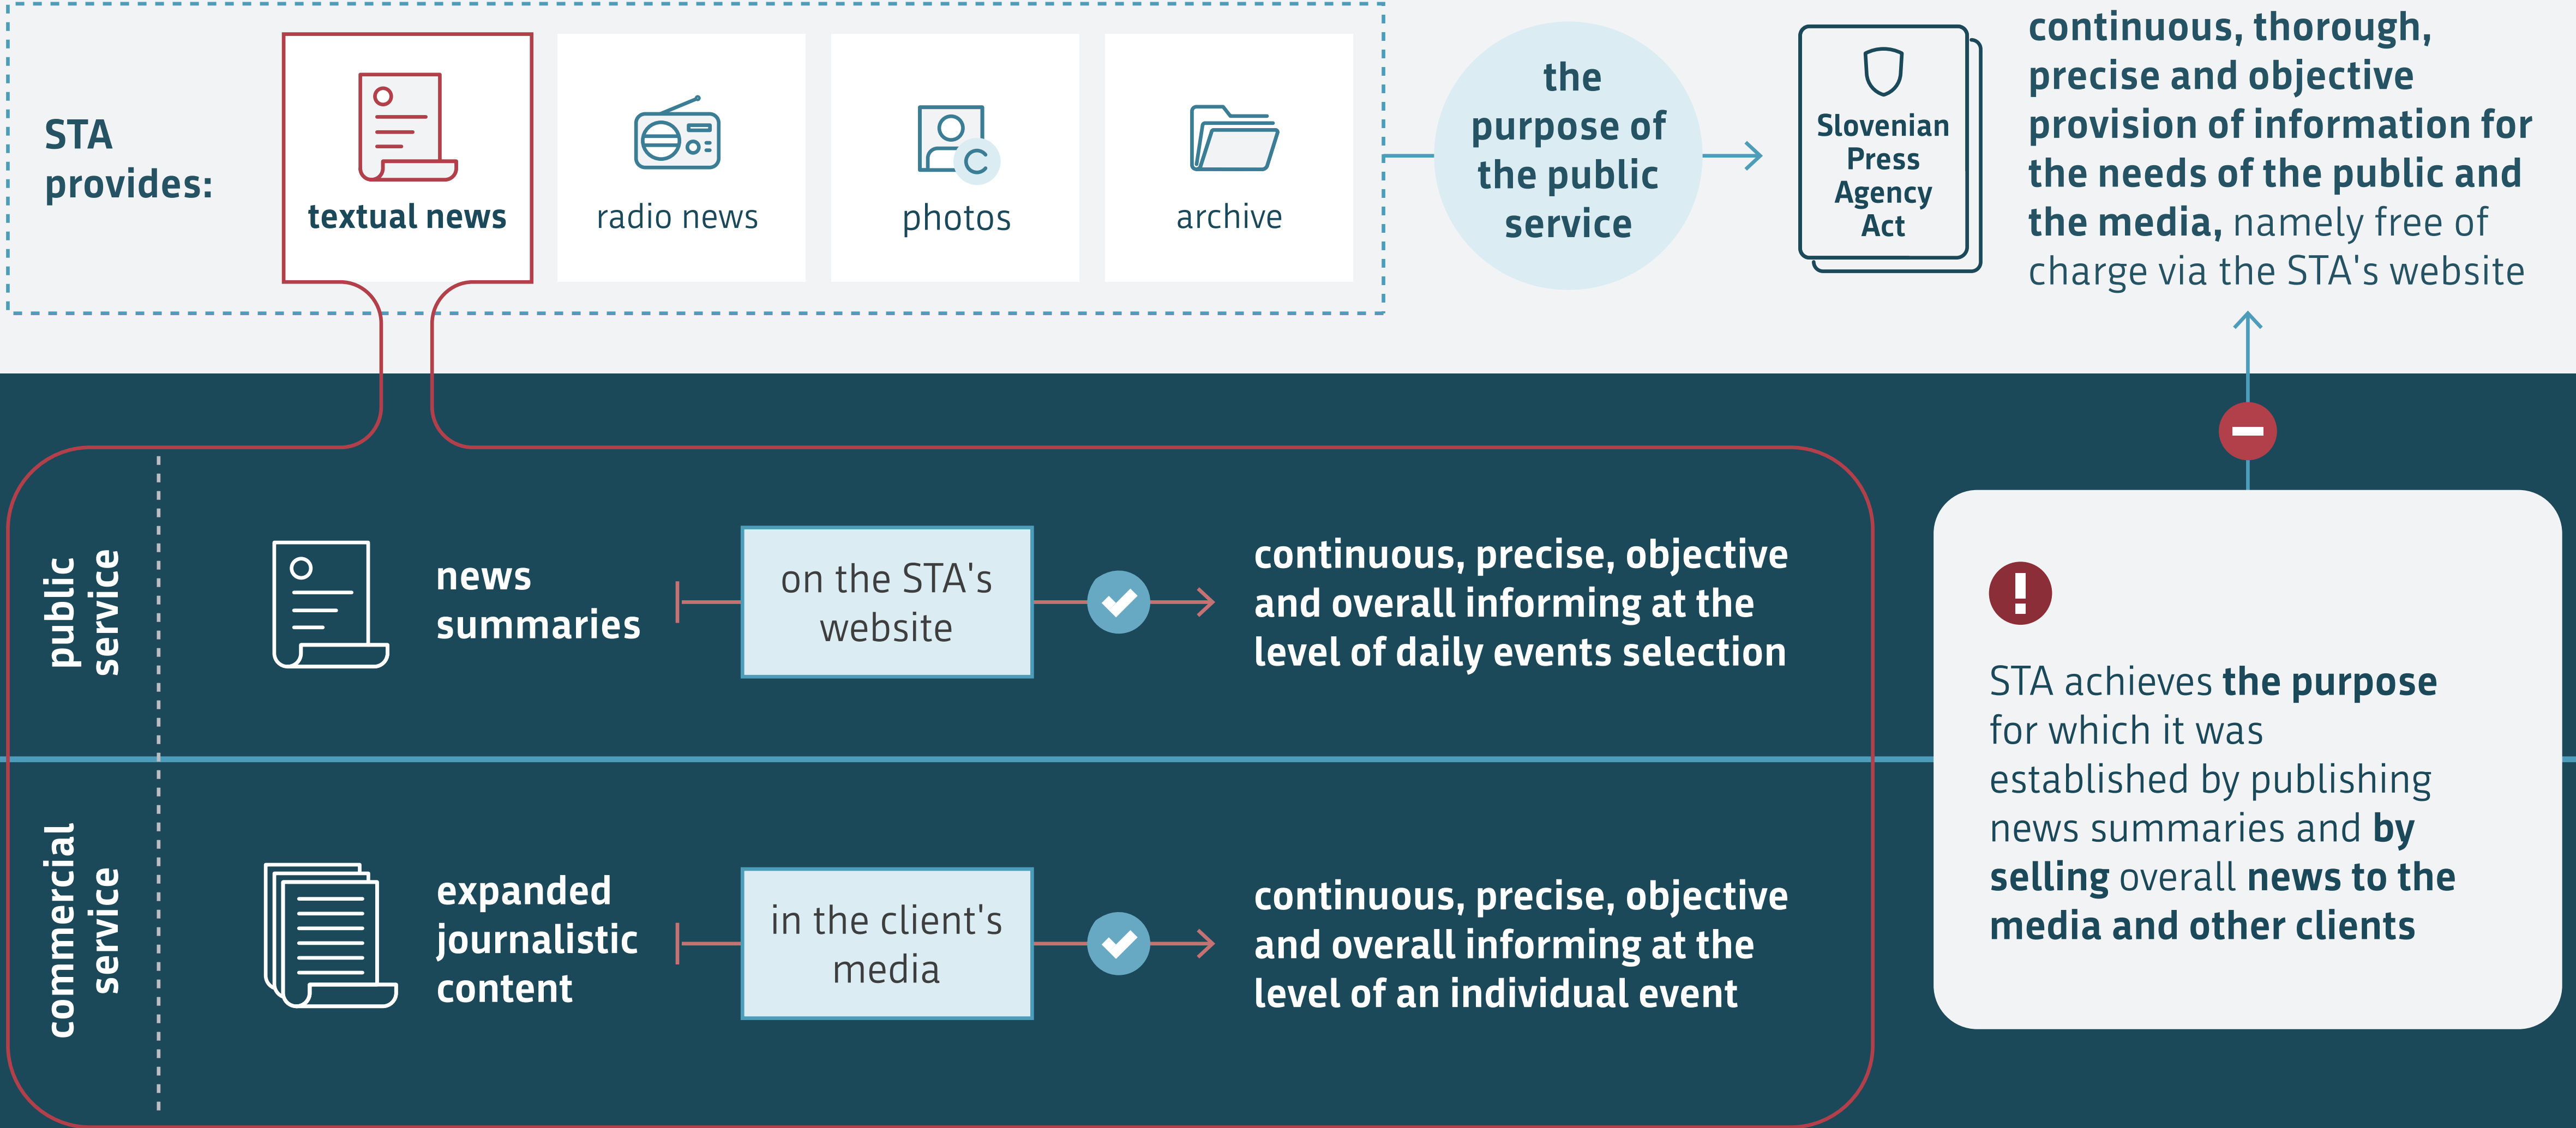 STA
provides:
textual news
radio news
photos
C
archive
the
purpose of
the public
service
Slovenian
Press
Agency
Act
continuous, thorough,
precise and objective
provision of information for
the needs of the public and
the media, namely free of
charge via the STA's website
public
service
news
summaries
on the STA's
website
continuous, precise, objective
and overall informing at the
level of daily events selection
commercial
service
expanded
journalistic
content
in the client's
media
continuous, precise, objective
and overall informing at the
level of an individual event
!
STA achieves the purpose
for which it was
established by publishing
news summaries and by
selling overall news to the
media and other clients